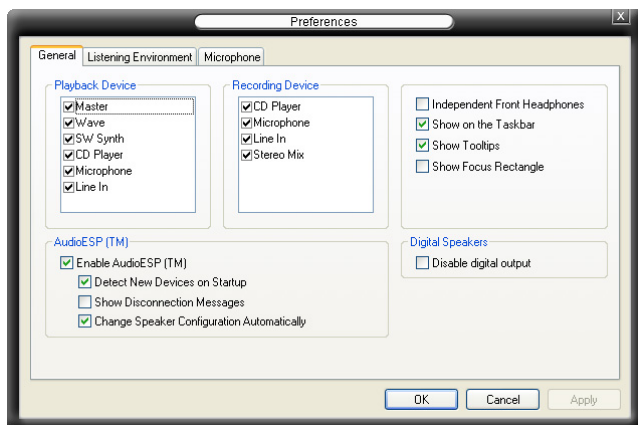 Preferences
X
General
Listening Environment
Microphone
Playback Device
Master
Wave
SW Synth
CD Player
Microphone
Line In
Recording Device
CD Player
Microphone
Line In
Stereo Mix
Independent Front Headphones
Show on the Taskbar
Show Tooltips
Show Focus Rectangle
AudioESP (TM)
Enable AudioESP (TM)
Detect New Devices on Startup
Show Disconnection Messages
Change Speaker Configuration Automatically
Digital Speakers
Disable digital output
OK
Cancel
Apply